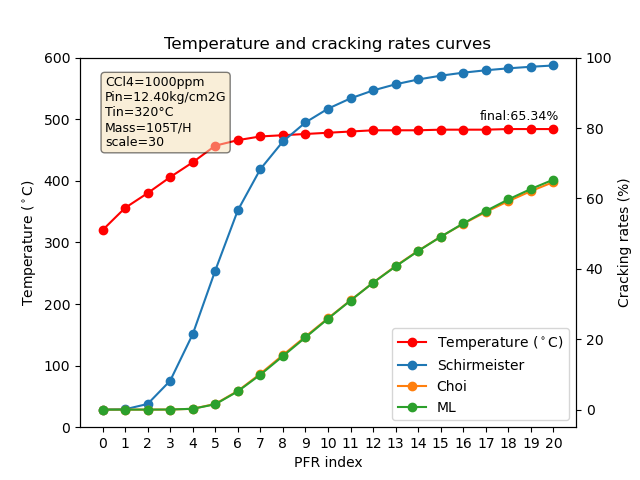 Temperature and cracking rates curves
600
500
400
300
200
100
0
Temperature (°C)
100
80
60
40
20
0
Cracking rates (%)
CCl4=1000ppm
Pin=12.40kg/cm2G
Tin=320°C
Mass=105T/H
scale=30
final:65.34%
Temperature (°C)
Schirmeister
Choi
ML
0 1 2 3 4 5 6 7 8 9 10 11 12 13 14 15 16 17 18 19 20
PFR index